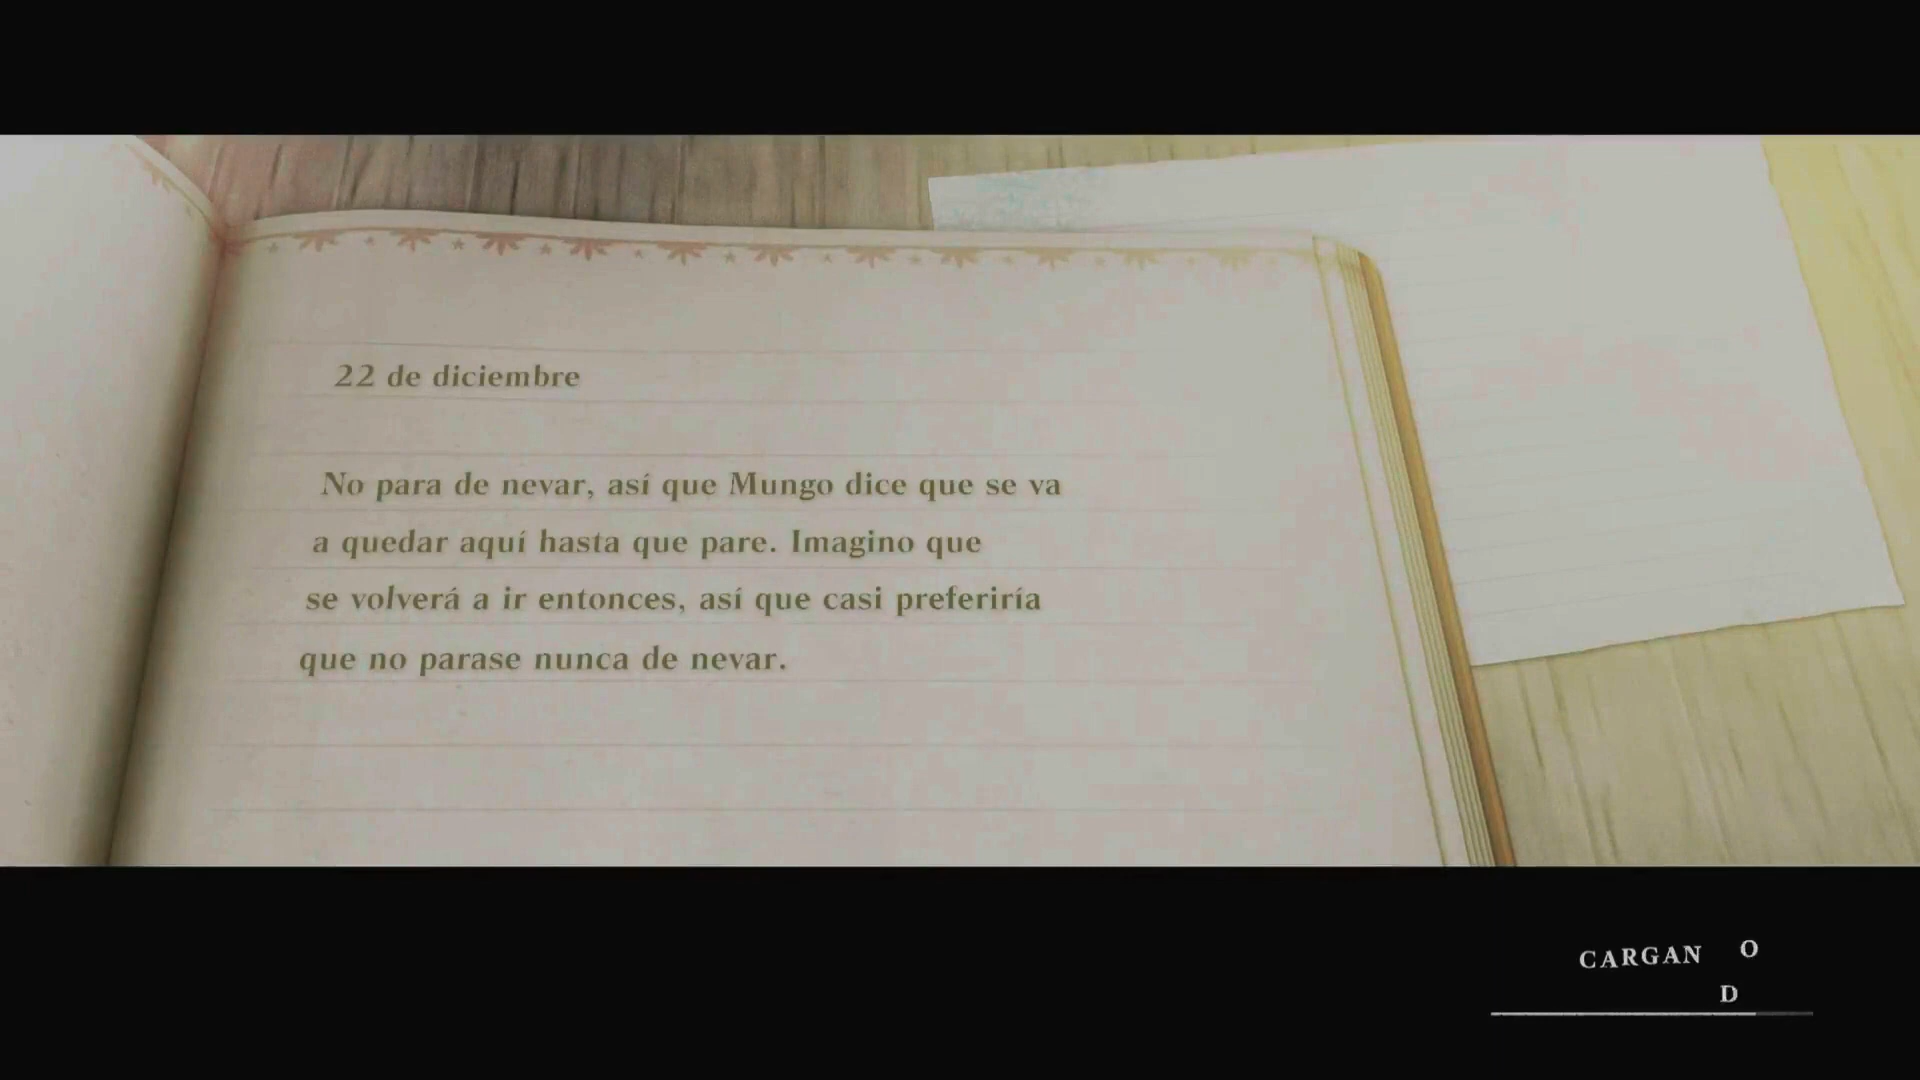 22 de diciembre
No para de nevar, así que Mungo dice que se va
a quedar aquí hasta que pare. Imagino que
se volverá a ir entonces, así que casi preferiría
que no parase nunca de nevar.
CARGANDO